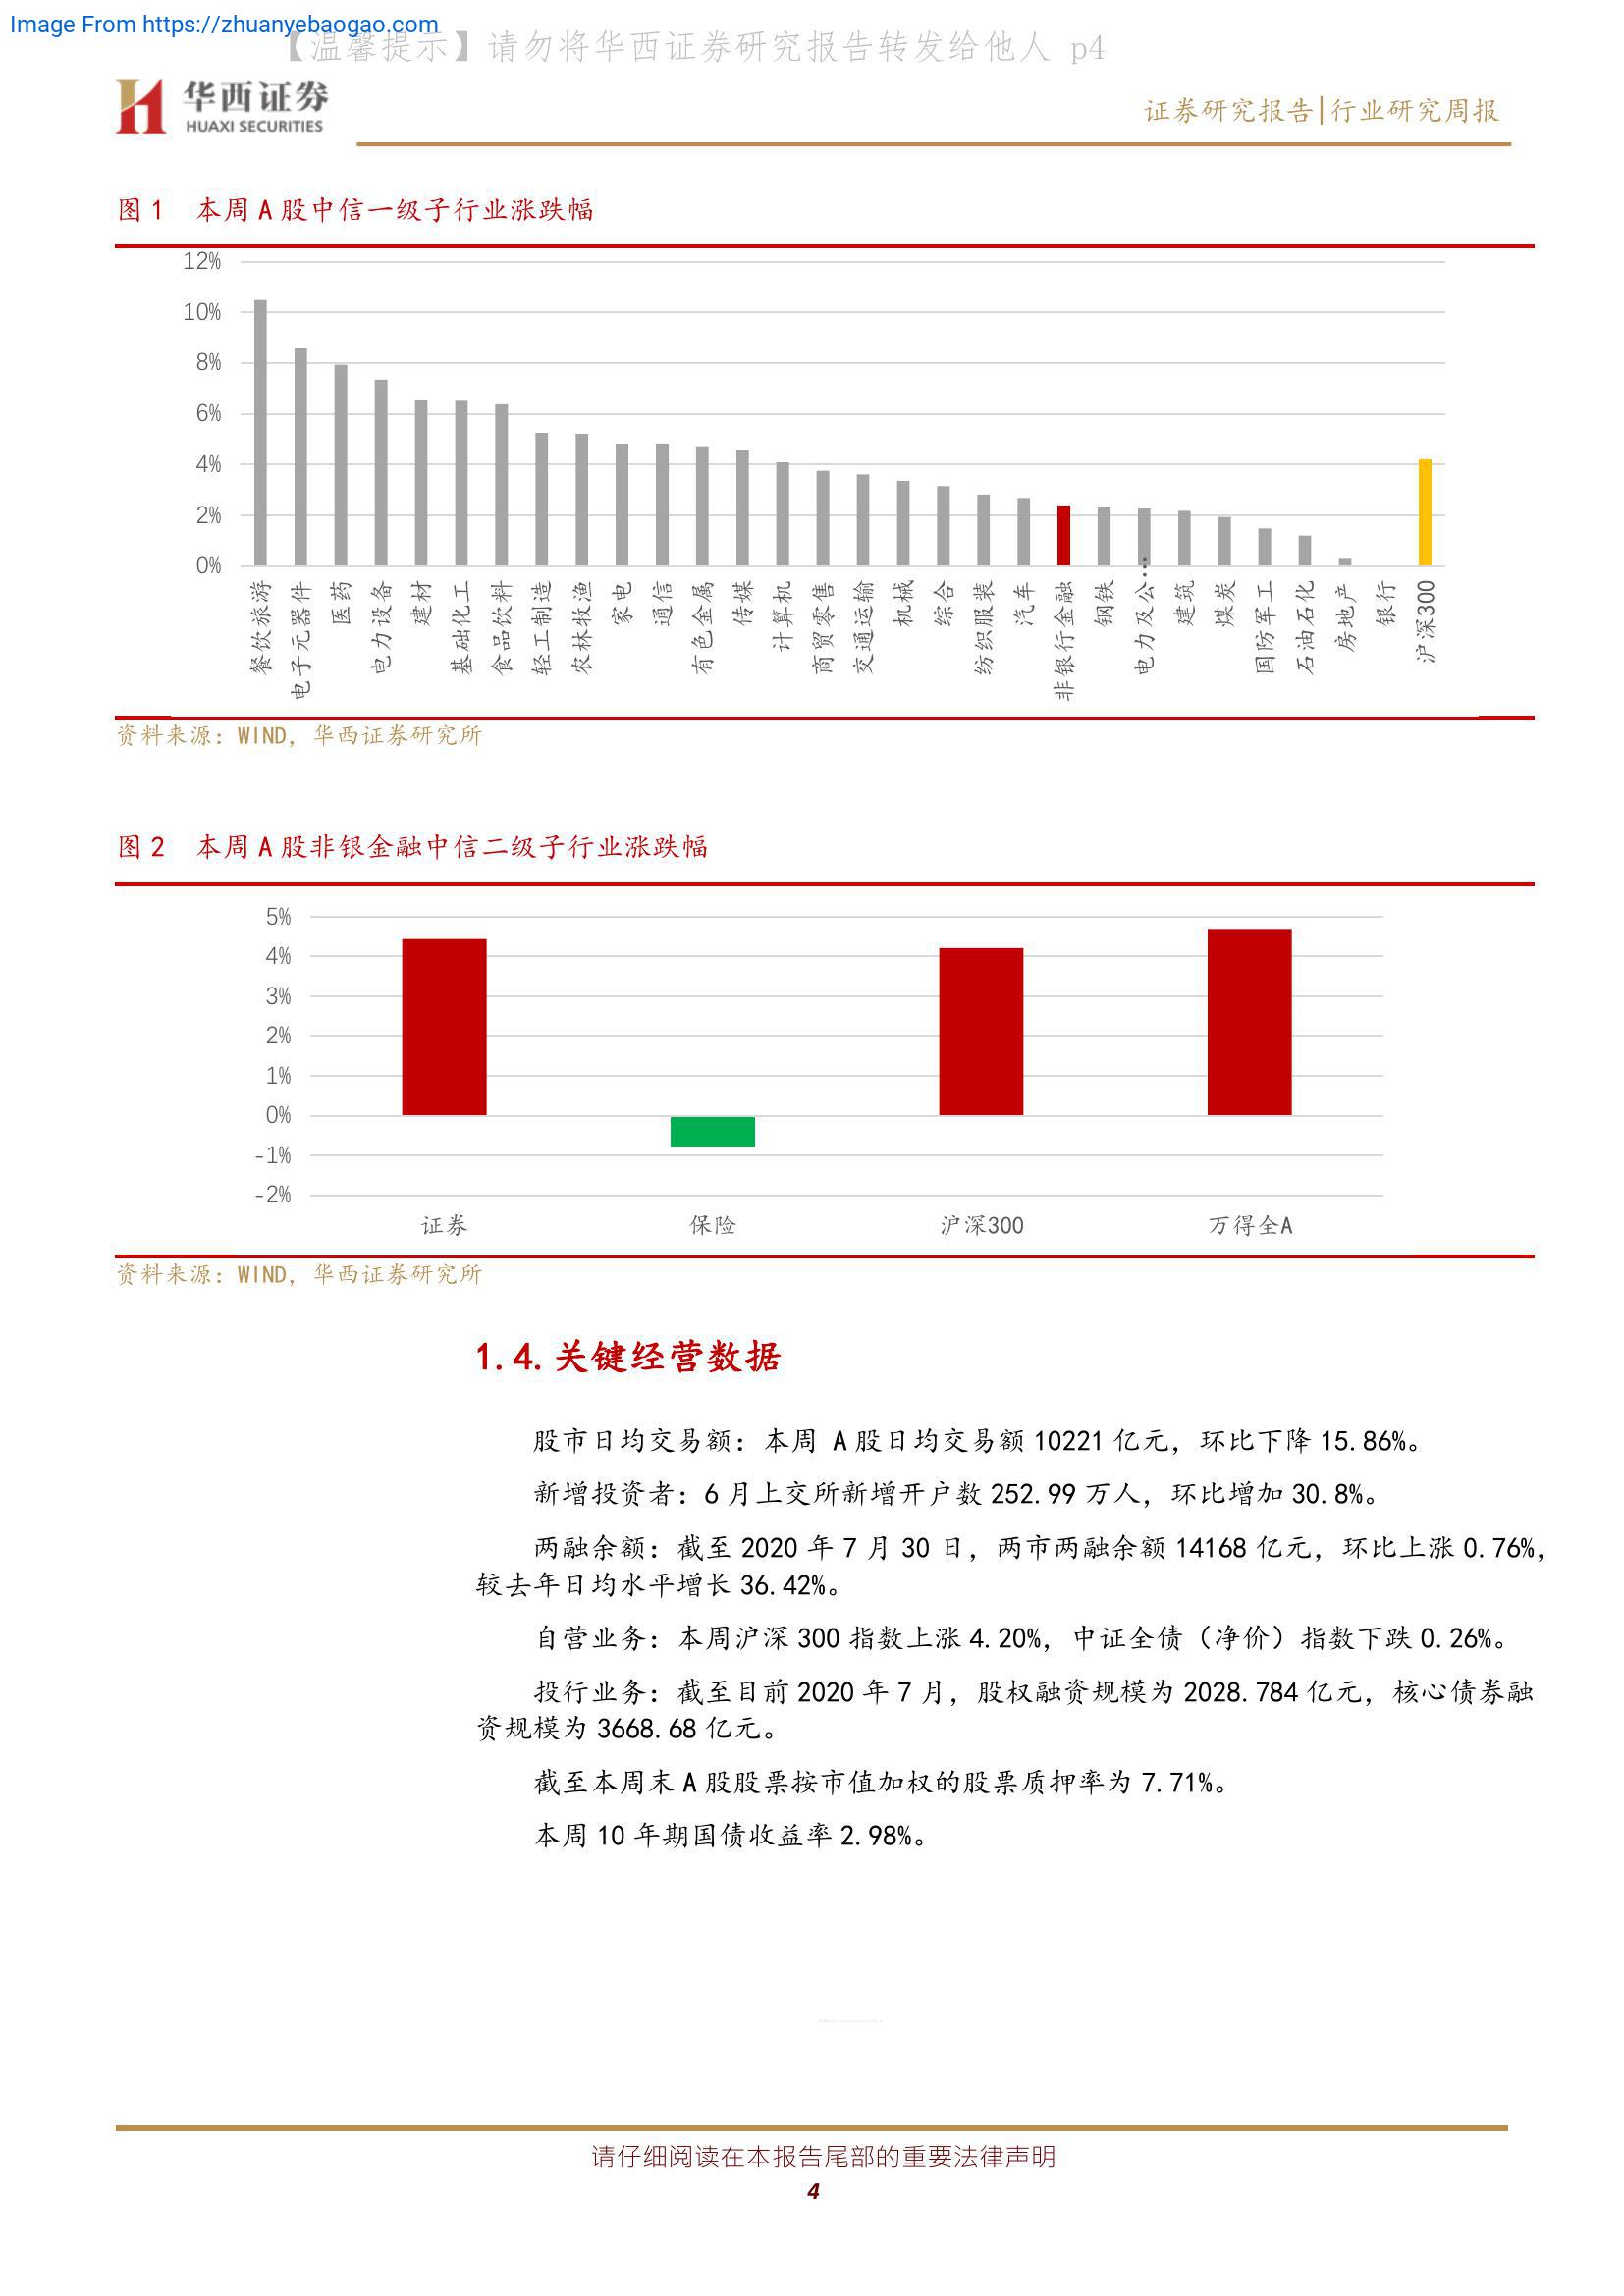 Image From https://zhuanyebaogao.com
【温馨提示】请勿将华西证券研究报告转发给他人 p4
华西证券
HUAXI SECURITIES
证券研究报告|行业研究周报
图 1 本周 A 股中信一级子行业涨跌幅
12%
10%
8%
6%
4%
2%
0%
餐饮旅游
电子元器件
医药
电力设备
建材
基础化工
食品饮料
轻工制造
农林牧渔
家电
通信
有色金属
传媒
计算机
商贸零售
交通运输
机械
综合
纺织服装
汽车
非银行金融
钢铁
电力及公…
建筑
煤炭
国防军工
石油石化
房地产
银行
沪深300
资料来源：WIND，华西证券研究所
图 2 本周 A 股非银金融中信二级子行业涨跌幅
5%
4%
3%
2%
1%
0%
-1%
-2%
证券
保险
沪深300
万得全A
资料来源：WIND，华西证券研究所
1.4.关键经营数据
股市日均交易额：本周 A 股日均交易额 10221 亿元，环比下降 15.86%。
新增投资者：6 月上交所新增开户数 252.99 万人，环比增加 30.8%。
两融余额：截至 2020 年 7 月 30 日，两市两融余额 14168 亿元，环比上涨 0.76%，
较去年日均水平增长 36.42%。
自营业务：本周沪深 300 指数上涨 4.20%，中证全债（净价）指数下跌 0.26%。
投行业务：截至目前 2020 年 7 月，股权融资规模为 2028.784 亿元，核心债券融
资规模为 3668.68 亿元。
截至本周末 A 股股票按市值加权的股票质押率为 7.71%。
本周 10 年期国债收益率 2.98%。
请仔细阅读在本报告尾部的重要法律声明
4